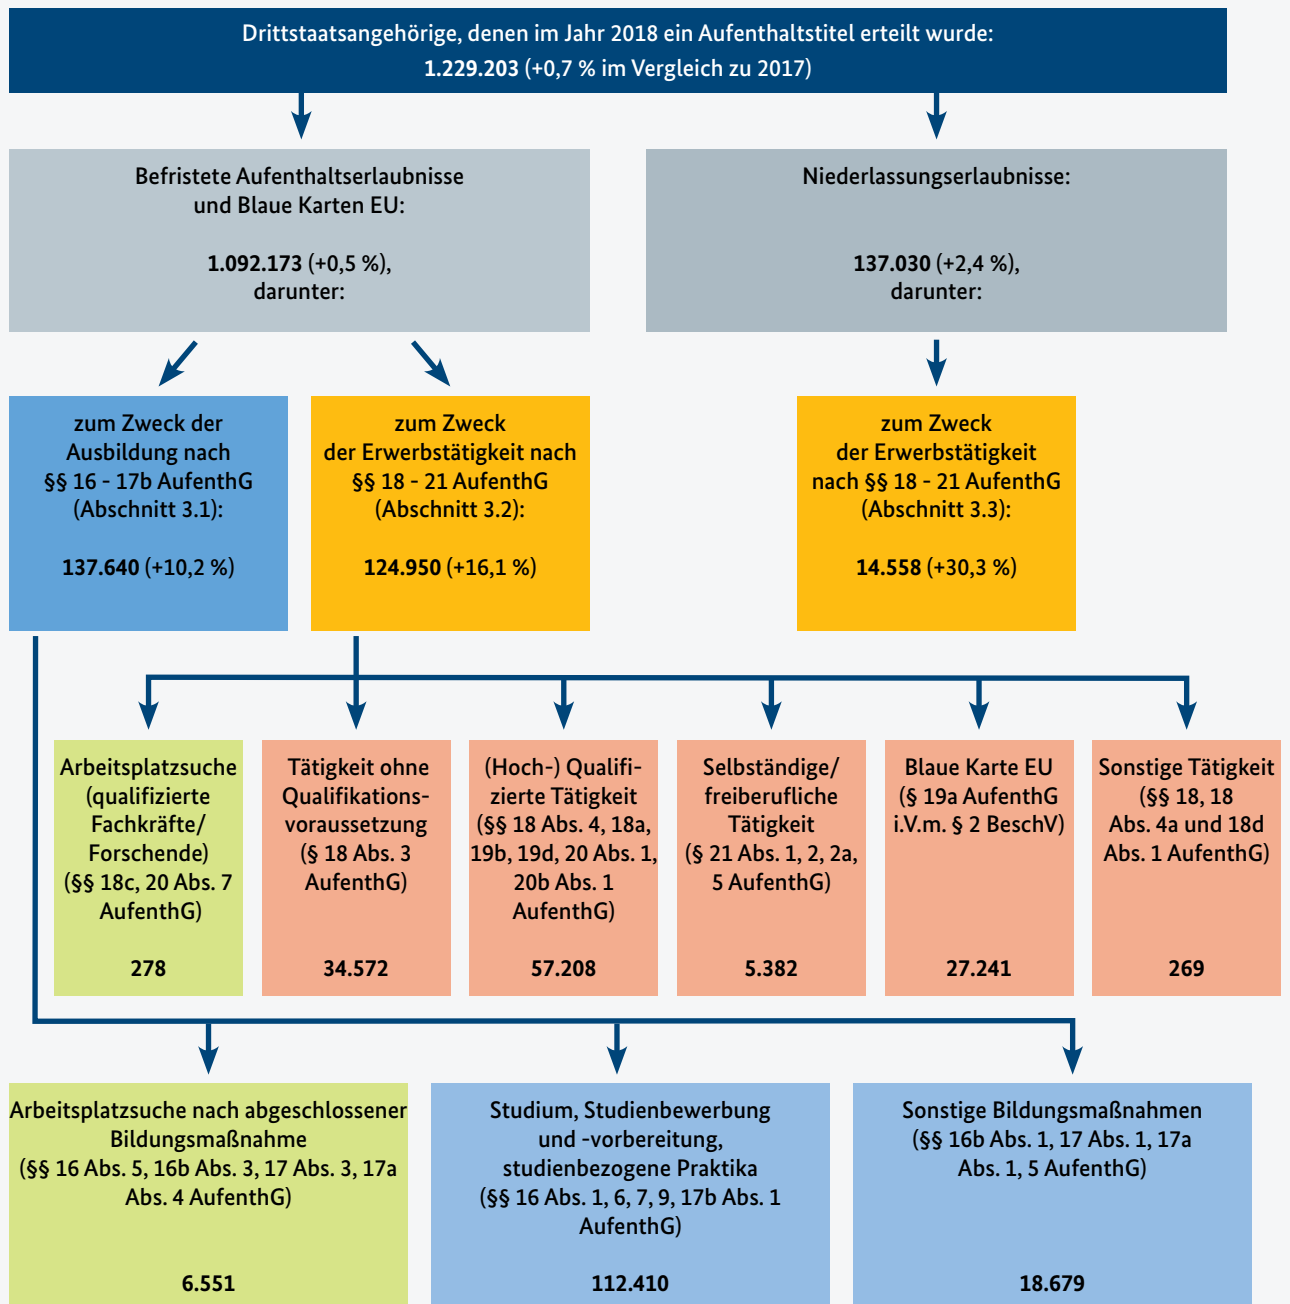 Drittstaatsangehörige, denen im Jahr 2018 ein Aufenthaltstitel erteilt wurde:
1.229.203 (+0,7 % im Vergleich zu 2017)
Befristete Aufenthaltserlaubnisse
und Blaue Karten EU:
1.092.173 (+0,5 %),
darunter:
Niederlassungserlaubnisse:
137.030 (+2,4 %),
darunter:
zum Zweck der
Ausbildung nach
§§ 16 - 17b AufenthG
(Abschnitt 3.1):
137.640 (+10,2 %)
zum Zweck
der Erwerbstätigkeit nach
§§ 18 - 21 AufenthG
(Abschnitt 3.2):
124.950 (+16,1 %)
zum Zweck
der Erwerbstätigkeit
nach §§ 18 - 21 AufenthG
(Abschnitt 3.3):
14.558 (+30,3 %)
Arbeitsplatzsuche
(qualifizierte
Fachkräfte/
Forschende)
(§§ 18c, 20 Abs. 7
AufenthG)
278
Tätigkeit ohne
Qualifikations-
voraussetzung
(§ 18 Abs. 3
AufenthG)
34.572
(Hoch-) Qualifi-
zierte Tätigkeit
(§§ 18 Abs. 4, 18a,
19b, 19d, 20 Abs. 1,
20b Abs. 1
AufenthG)
57.208
Selbständige/
freiberufliche
Tätigkeit
(§ 21 Abs. 1, 2, 2a,
5 AufenthG)
5.382
Blaue Karte EU
(§ 19a AufenthG
i.V.m. § 2 BeschV)
27.241
Sonstige Tätigkeit
(§§ 18, 18
Abs. 4a und 18d
Abs. 1 AufenthG)
269
Arbeitsplatzsuche nach abgeschlossener
Bildungsmaßnahme
(§§ 16 Abs. 5, 16b Abs. 3, 17 Abs. 3, 17a
Abs. 4 AufenthG)
6.551
Studium, Studienbewerbung
und -vorbereitung,
studienbezogene Praktika
(§§ 16 Abs. 1, 6, 7, 9, 17b Abs. 1
AufenthG)
112.410
Sonstige Bildungsmaßnahmen
(§§ 16b Abs. 1, 17 Abs. 1, 17a
Abs. 1, 5 AufenthG)
18.679